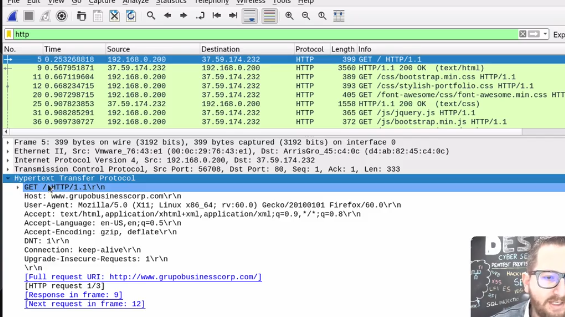 File Edit View Go Capture Analyze Statistics Telephony Wireless Tools Help
http
No. Time Source Destination Protocol Length Info
5 0.253268818 192.168.0.200 37.59.174.232 HTTP 399 GET / HTTP/1.1
9 0.567951871 37.59.174.232 192.168.0.200 HTTP 3560 HTTP/1.1 200 OK (text/html)
11 0.667119604 192.168.0.200 37.59.174.232 HTTP 389 GET /css/bootstrap.min.css HTTP/1.1
12 0.668234715 192.168.0.200 37.59.174.232 HTTP 393 GET /css/stylish-portfolio.css HTTP/1.1
20 0.907298715 192.168.0.200 37.59.174.232 HTTP 405 GET /font-awesome/css/font-awesome.min.css HTT
25 0.907823853 37.59.174.232 192.168.0.200 HTTP 1558 HTTP/1.1 200 OK (text/css)
31 0.908285291 192.168.0.200 37.59.174.232 HTTP 365 GET /js/jquery.js HTTP/1.1
36 0.909730727 192.168.0.200 37.59.174.232 HTTP 372 GET /js/bootstrap.min.js HTTP/1.1
Frame 5: 399 bytes on wire (3192 bits), 399 bytes captured (3192 bits) on interface 0
Ethernet II, Src: Vmware_76:43:e1 (00:0c:29:76:43:e1), Dst: ArrisGro_45:c4:0c (d4:ab:82:45:c4:0c)
Internet Protocol Version 4, Src: 192.168.0.200, Dst: 37.59.174.232
Transmission Control Protocol, Src Port: 56708, Dst Port: 80, Seq: 1, Ack: 1, Len: 333
Hypertext Transfer Protocol
GET / HTTP/1.1\r\n
Host: www.grupobusinesscorp.com\r\n
User-Agent: Mozilla/5.0 (X11; Linux x86_64; rv:60.0) Gecko/20100101 Firefox/60.0\r\n
Accept: text/html,application/xhtml+xml,application/xml;q=0.9,*/*;q=0.8\r\n
Accept-Language: en-US,en;q=0.5\r\n
Accept-Encoding: gzip, deflate\r\n
DNT: 1\r\n
Connection: keep-alive\r\n
Upgrade-Insecure-Requests: 1\r\n
\r\n
[Full request URI: http://www.grupobusinesscorp.com/]
[HTTP request 1/3]
[Response in frame: 9]
[Next request in frame: 12]